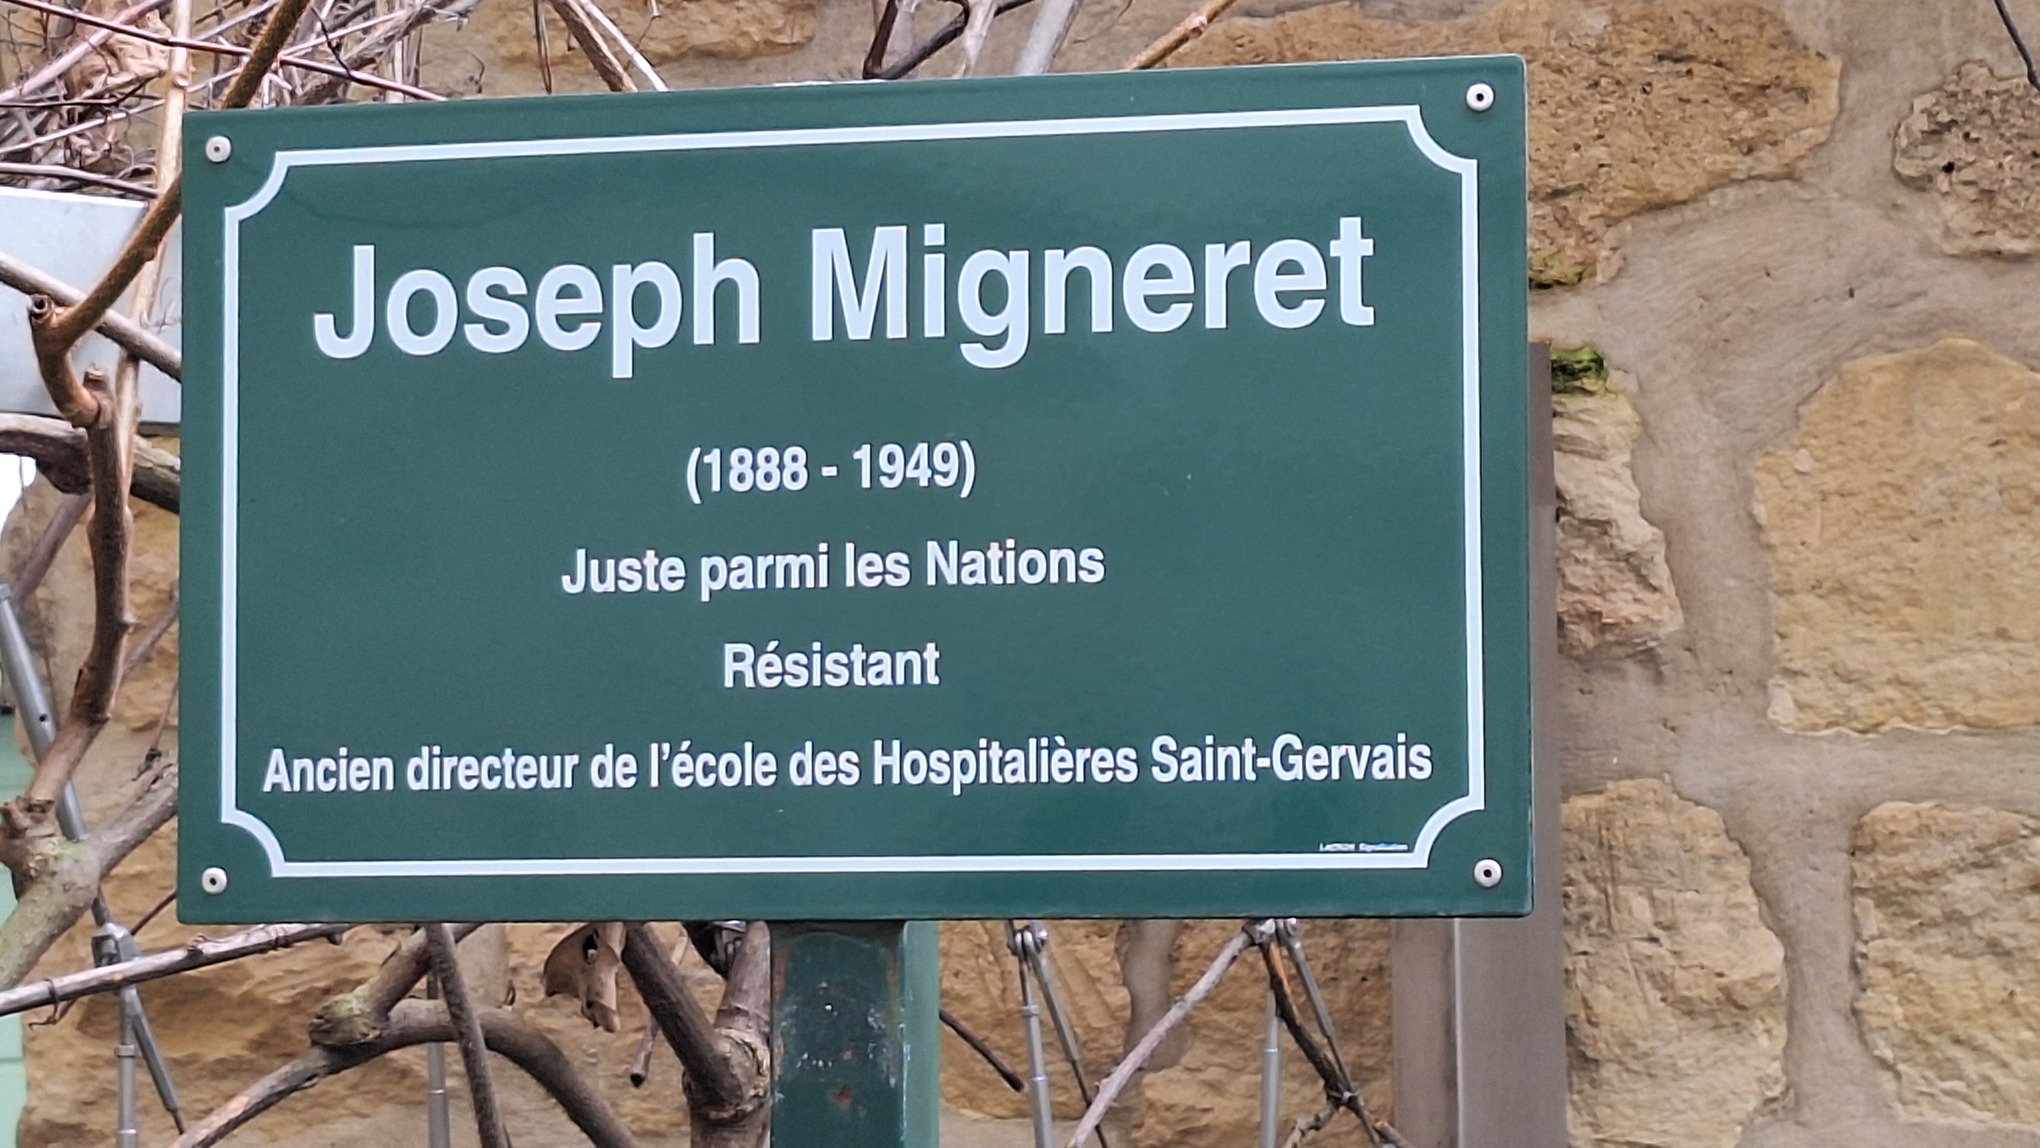 Joseph Migneret
(1888 - 1949)
Juste parmi les Nations
Résistant
Ancien directeur de l'école des Hospitalières Saint-Gervais